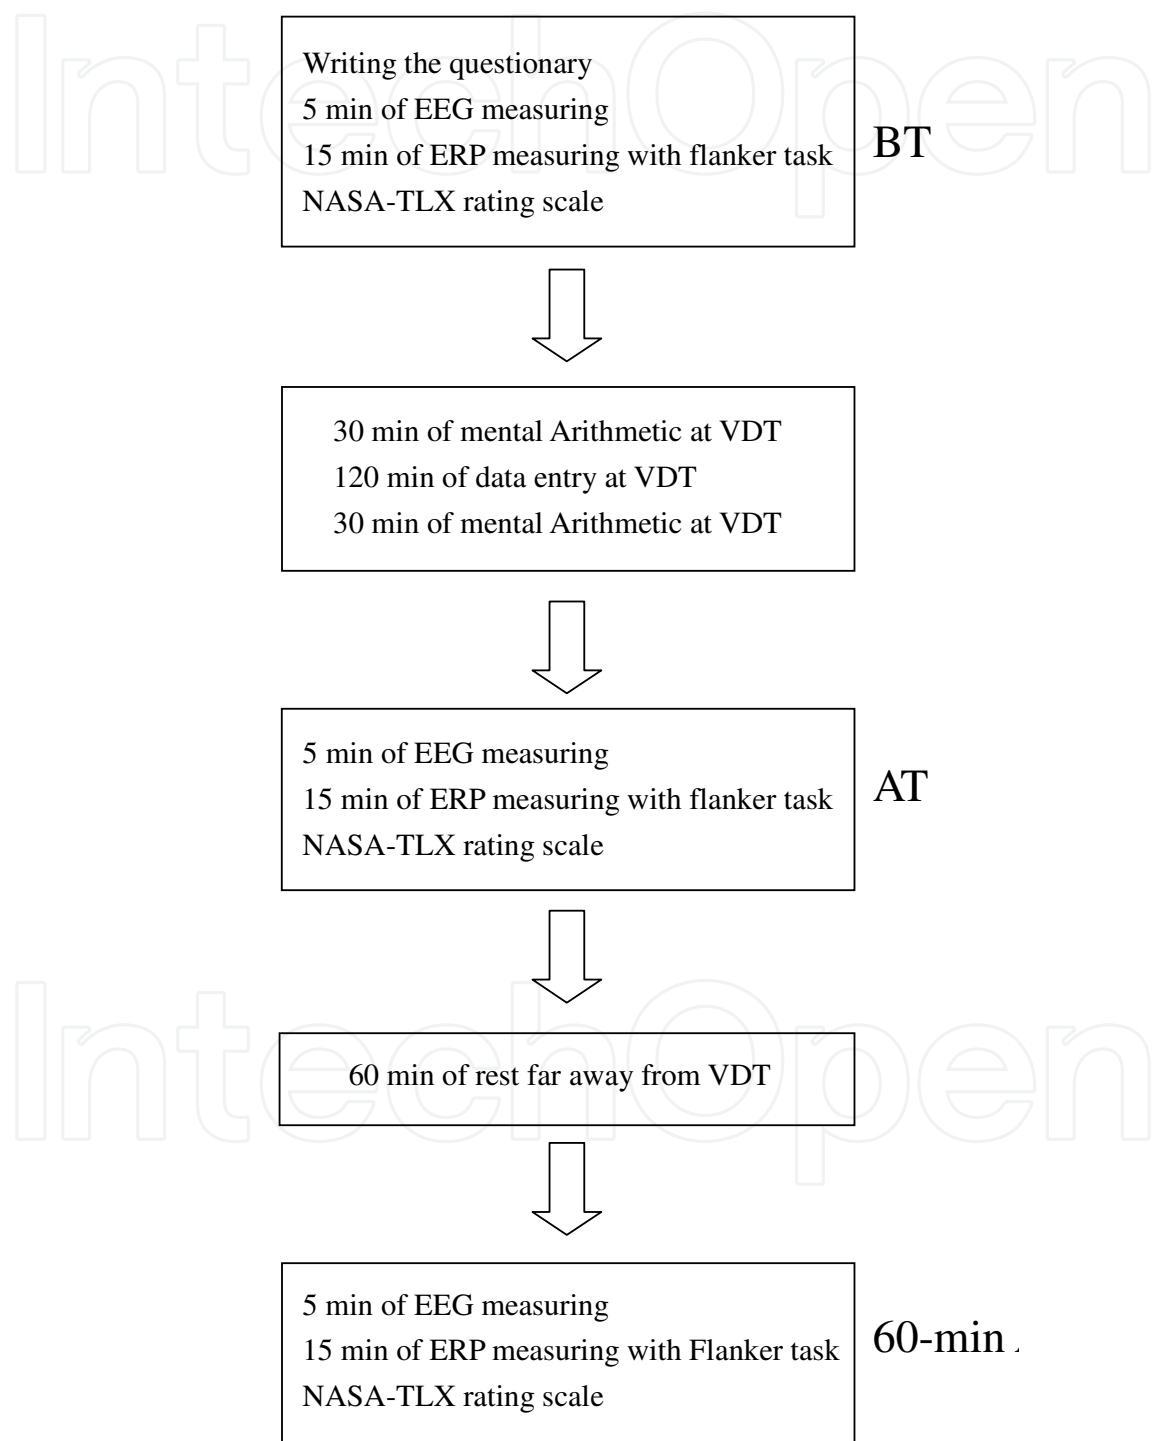 IntechOpen
Writing the questionary
5 min of EEG measuring
15 min of ERP measuring with flanker task
NASA-TLX rating scale
BT
30 min of mental Arithmetic at VDT
120 min of data entry at VDT
30 min of mental Arithmetic at VDT
5 min of EEG measuring
15 min of ERP measuring with flanker task
NASA-TLX rating scale
AT
IntechOpen
60 min of rest far away from VDT
5 min of EEG measuring
15 min of ERP measuring with Flanker task
NASA-TLX rating scale
60-min